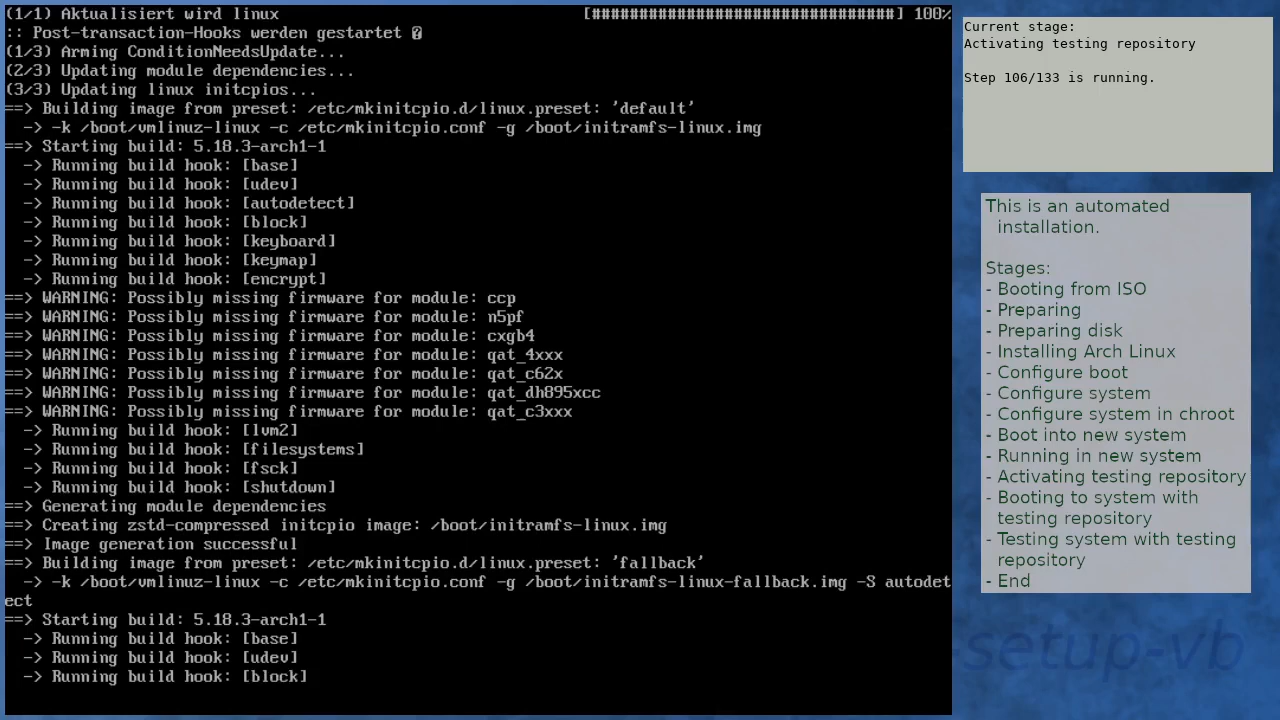 (1/1) Aktualisiert wird linux [################################] 100%
:: Post-transaction-Hooks werden gestartet �
(1/3) Arming ConditionNeedsUpdate...
(2/3) Updating module dependencies...
(3/3) Updating linux initcpios...
==> Building image from preset: /etc/mkinitcpio.d/linux.preset: 'default'
  -> -k /boot/vmlinuz-linux -c /etc/mkinitcpio.conf -g /boot/initramfs-linux.img
==> Starting build: 5.18.3-arch1-1
  -> Running build hook: [base]
  -> Running build hook: [udev]
  -> Running build hook: [autodetect]
  -> Running build hook: [block]
  -> Running build hook: [keyboard]
  -> Running build hook: [keymap]
  -> Running build hook: [encrypt]
==> WARNING: Possibly missing firmware for module: ccp
==> WARNING: Possibly missing firmware for module: n5pf
==> WARNING: Possibly missing firmware for module: cxgb4
==> WARNING: Possibly missing firmware for module: qat_4xxx
==> WARNING: Possibly missing firmware for module: qat_c62x
==> WARNING: Possibly missing firmware for module: qat_dh895xcc
==> WARNING: Possibly missing firmware for module: qat_c3xxx
  -> Running build hook: [lvm2]
  -> Running build hook: [filesystems]
  -> Running build hook: [fsck]
  -> Running build hook: [shutdown]
==> Generating module dependencies
==> Creating zstd-compressed initcpio image: /boot/initramfs-linux.img
==> Image generation successful
==> Building image from preset: /etc/mkinitcpio.d/linux.preset: 'fallback'
  -> -k /boot/vmlinuz-linux -c /etc/mkinitcpio.conf -g /boot/initramfs-linux-fallback.img -S autodet
ect
==> Starting build: 5.18.3-arch1-1
  -> Running build hook: [base]
  -> Running build hook: [udev]
  -> Running build hook: [block]
Current stage:
Activating testing repository
Step 106/133 is running.
This is an automated
installation.
Stages:
- Booting from ISO
- Preparing
- Preparing disk
- Installing Arch Linux
- Configure boot
- Configure system
- Configure system in chroot
- Boot into new system
- Running in new system
- Activating testing repository
- Booting to system with
testing repository
- Testing system with testing
repository
- End
-setup-vb